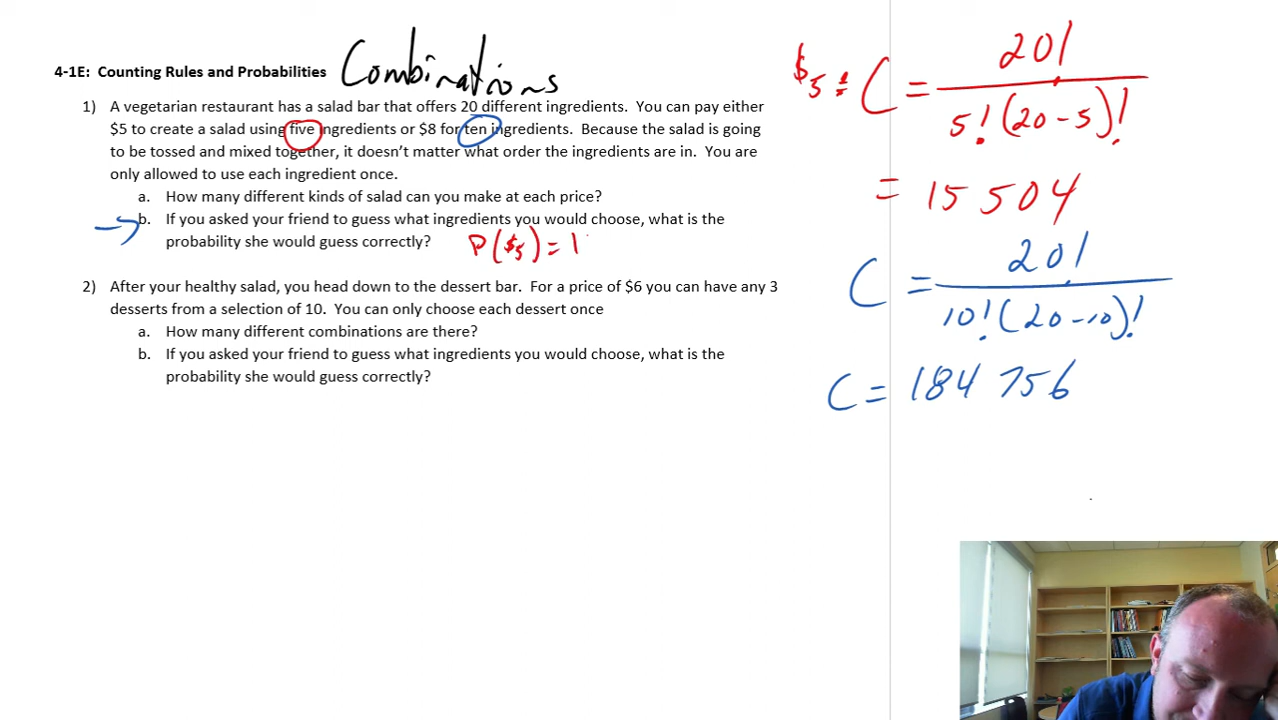 4-1E: Counting Rules and Probabilities Combinations
1) A vegetarian restaurant has a salad bar that offers 20 different ingredients. You can pay either
$5 to create a salad using five ingredients or $8 for ten ingredients. Because the salad is going
to be tossed and mixed together, it doesn't matter what order the ingredients are in. You are
only allowed to use each ingredient once.
a. How many different kinds of salad can you make at each price?
b. If you asked your friend to guess what ingredients you would choose, what is the
probability she would guess correctly? P($5) = 1
2) After your healthy salad, you head down to the dessert bar. For a price of $6 you can have any 3
desserts from a selection of 10. You can only choose each dessert once
a. How many different combinations are there?
b. If you asked your friend to guess what ingredients you would choose, what is the
probability she would guess correctly?
$5: C = 20!
5!(20-5)!
= 15 504
C = 20!
10!(20-10)!
C = 184 756